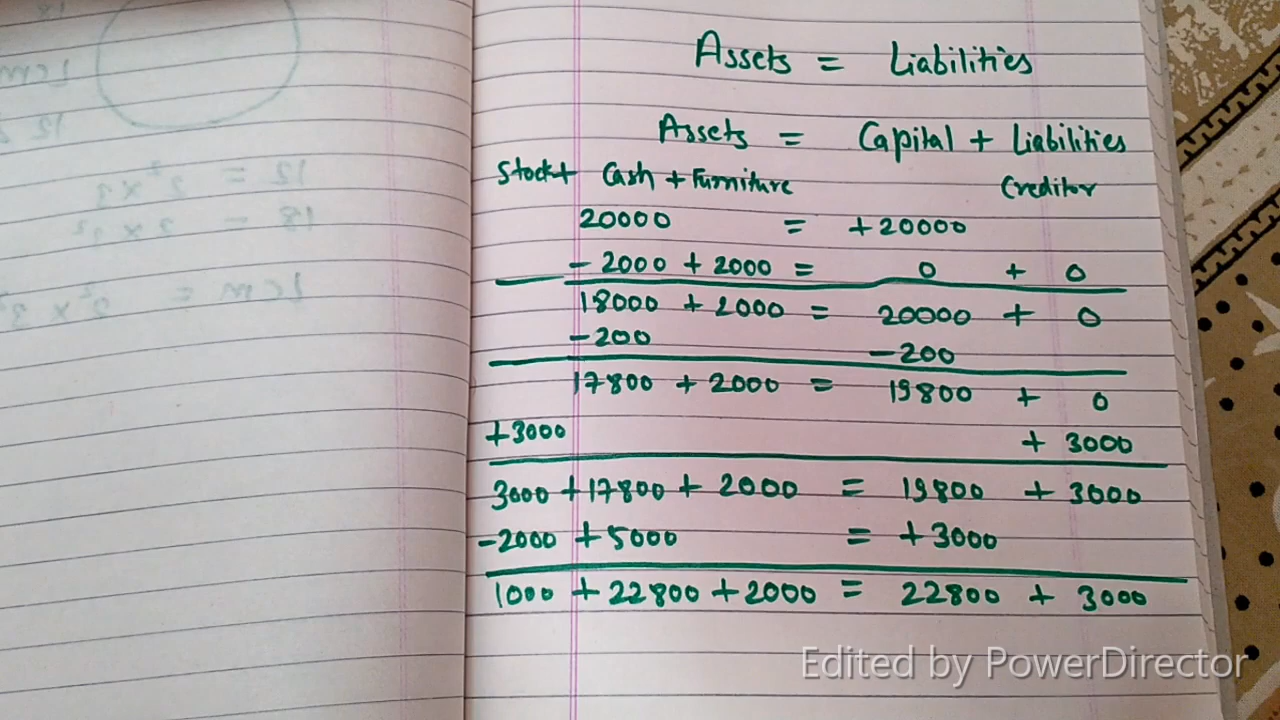 Assets = Liabilities
Assets = Capital + Liabilities
Stock + Cash + Furniture Creditor
20000 = +20000
- 2000 + 2000 = 0 + 0
18000 + 2000 = 20000 + 0
-200 -200
17800 + 2000 = 19800 + 0
+3000 + 3000
3000 + 17800 + 2000 = 19800 + 3000
-2000 + 5000 = +3000
1000 + 22800 + 2000 = 22800 + 3000
Edited by PowerDirector